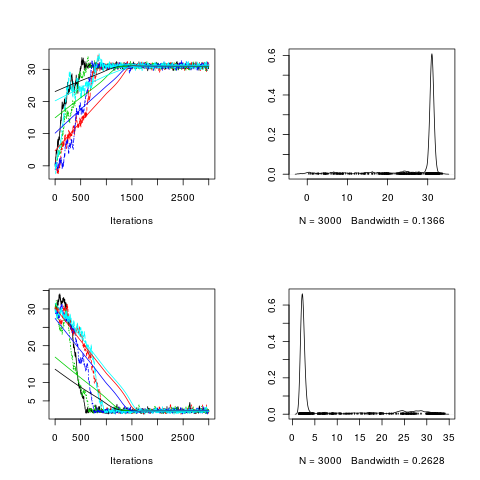 0 10 20 30
0 500 1500 2500
Iterations
0.0 0.2 0.4 0.6
0 10 20 30
N = 3000 Bandwidth = 0.1366
5 10 20 30
0 500 1500 2500
Iterations
0.0 0.2 0.4 0.6
0 5 10 15 20 25 30 35
N = 3000 Bandwidth = 0.2628